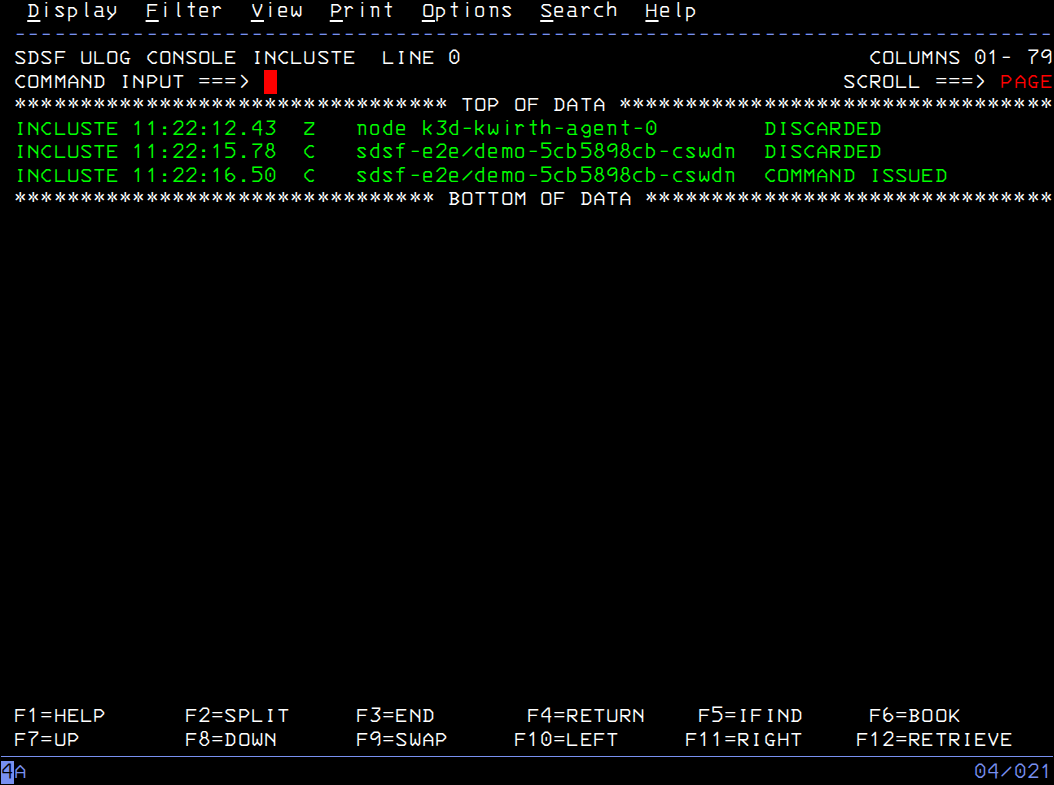 Display Filter View Print Options Search Help
--------------------------------------------------------------------------------
SDSF ULOG CONSOLE INCLUSTE LINE 0 COLUMNS 01- 79
COMMAND INPUT ===> SCROLL ===> PAGE
********************************* TOP OF DATA *********************************
INCLUSTE 11:22:12.43 Z node k3d-kwirth-agent-0 DISCARDED
INCLUSTE 11:22:15.78 C sdsf-e2e/demo-5cb5898cb-cswdn DISCARDED
INCLUSTE 11:22:16.50 C sdsf-e2e/demo-5cb5898cb-cswdn COMMAND ISSUED
******************************** BOTTOM OF DATA *******************************
F1=HELP F2=SPLIT F3=END F4=RETURN F5=IFIND F6=BOOK
F7=UP F8=DOWN F9=SWAP F10=LEFT F11=RIGHT F12=RETRIEVE
4A 04/021